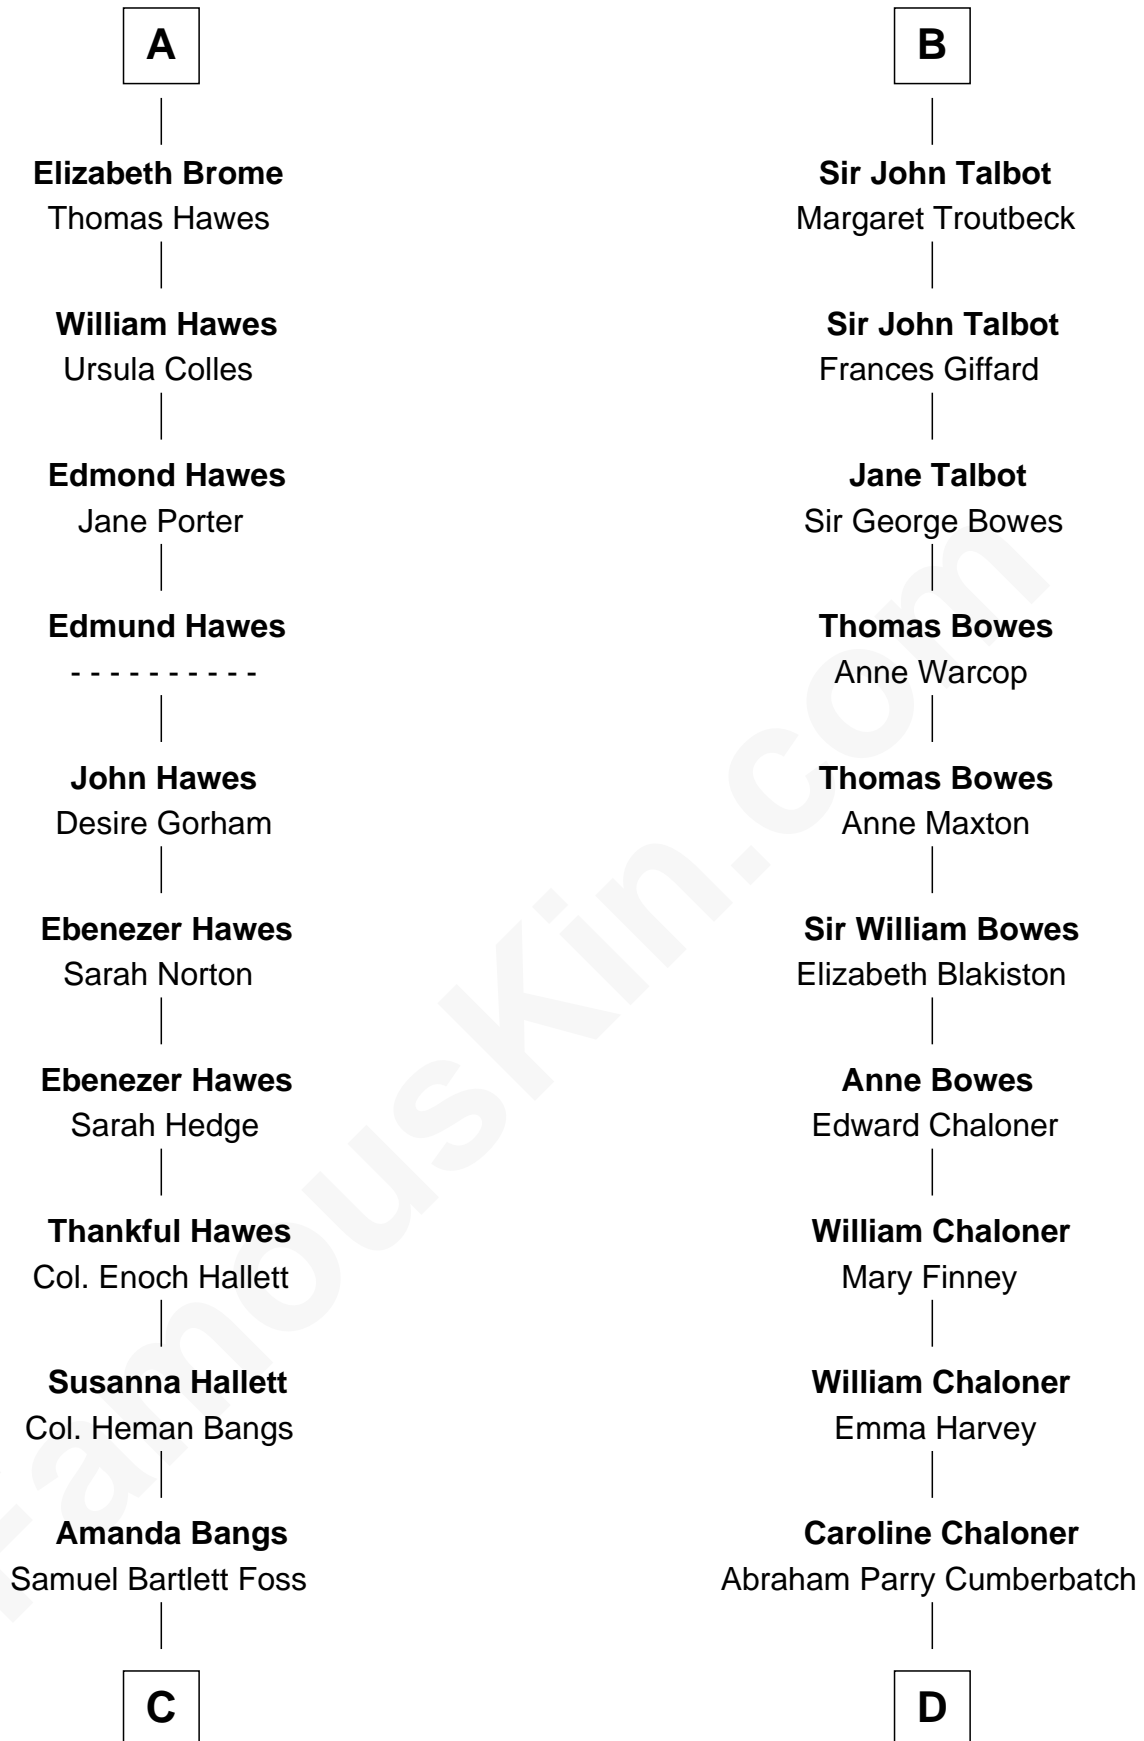 A
Elizabeth Brome
Thomas Hawes
William Hawes
Ursula Colles
Edmond Hawes
Jane Porter
Edmund Hawes
- - - - - - - - - -
John Hawes
Desire Gorham
Ebenezer Hawes
Sarah Norton
Ebenezer Hawes
Sarah Hedge
Thankful Hawes
Col. Enoch Hallett
Susanna Hallett
Col. Heman Bangs
Amanda Bangs
Samuel Bartlett Foss
C
B
Sir John Talbot
Margaret Troutbeck
Sir John Talbot
Frances Giffard
Jane Talbot
Sir George Bowes
Thomas Bowes
Anne Warcop
Thomas Bowes
Anne Maxton
Sir William Bowes
Elizabeth Blakiston
Anne Bowes
Edward Chaloner
William Chaloner
Mary Finney
William Chaloner
Emma Harvey
Caroline Chaloner
Abraham Parry Cumberbatch
D
FamousKin.com